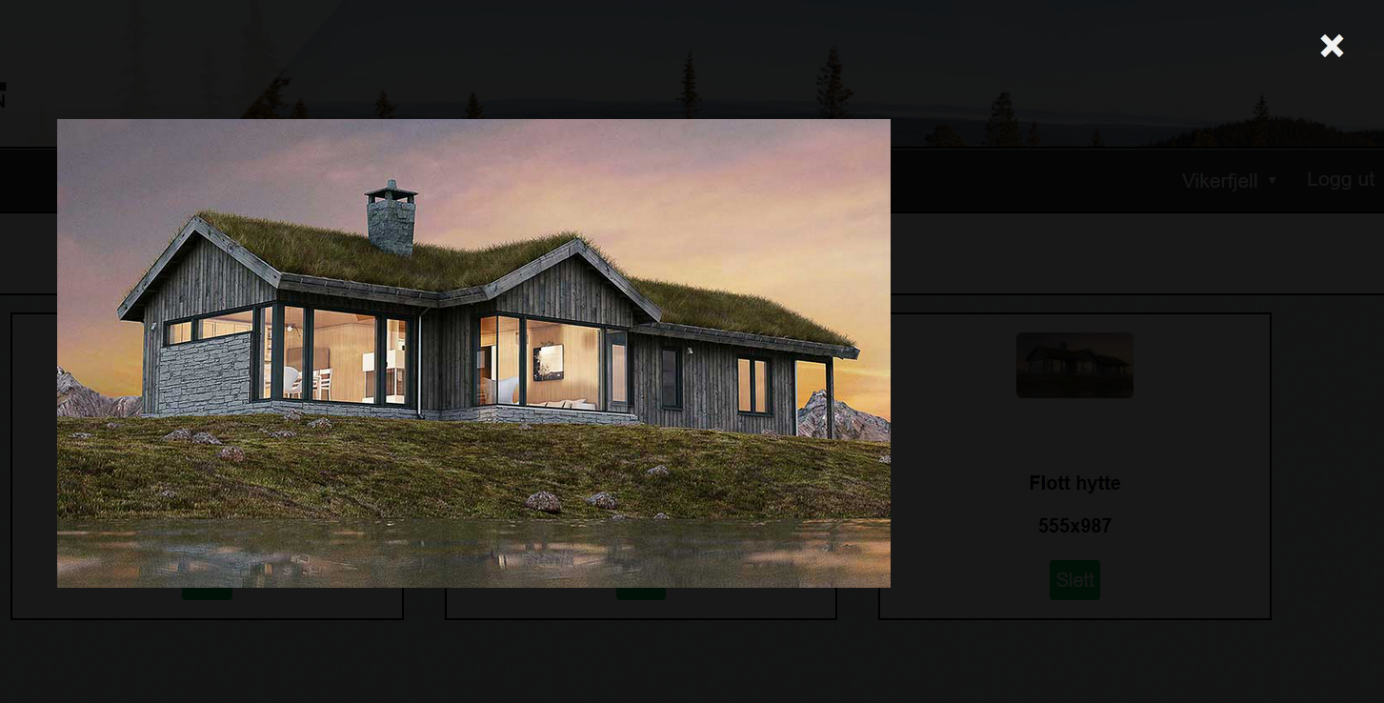 Vikerfjell
Logg ut
Flott hytte
555x987
Slett